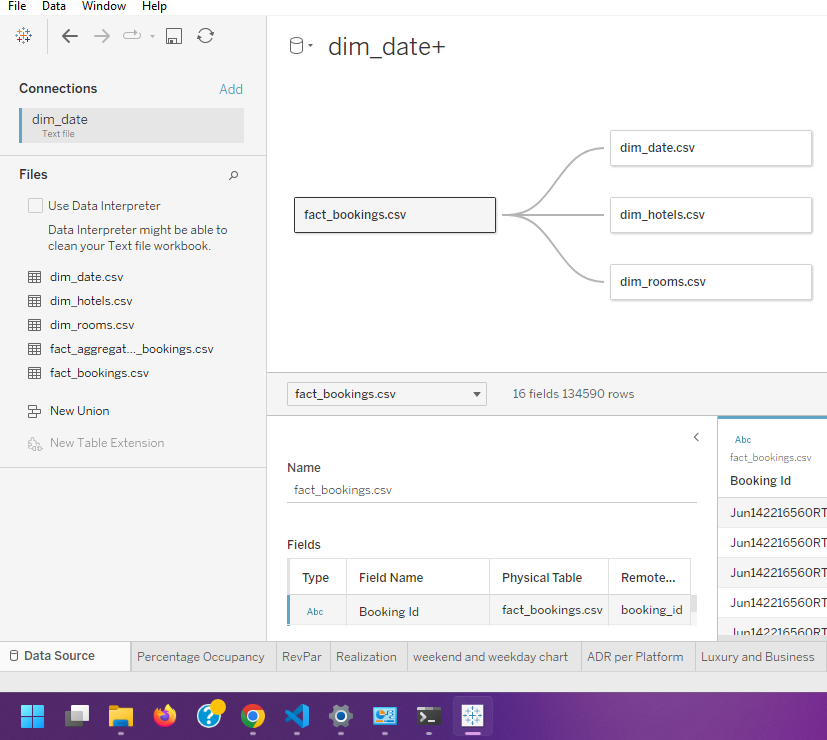 File Data Window Help
dim_date+
Connections Add
dim_date
Text file
Files
Use Data Interpreter
Data Interpreter might be able to
clean your Text file workbook.
dim_date.csv
dim_hotels.csv
dim_rooms.csv
fact_aggregat..._bookings.csv
fact_bookings.csv
New Union
New Table Extension
fact_bookings.csv
dim_date.csv
dim_hotels.csv
dim_rooms.csv
fact_bookings.csv 16 fields 134590 rows
Name
fact_bookings.csv
Fields
Type Field Name Physical Table Remote...
Abc Booking Id fact_bookings.csv booking_id
Abc
fact_bookings.csv
Booking Id
Jun142216560RT
Jun142216560RT
Jun142216560RT
Jun142216560RT
Jun142216560RT
Data Source Percentage Occupancy RevPar Realization weekend and weekday chart ADR per Platform Luxury and Business